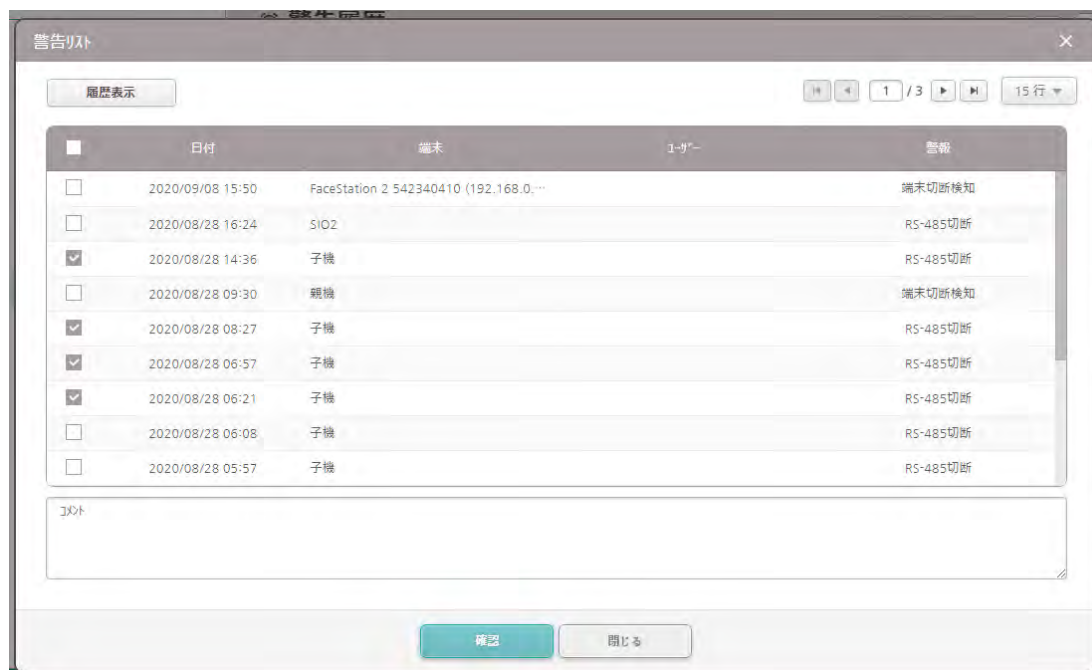 警告履歴
警告ﾘｽﾄ
履歴表示 1 / 3 15 行
日付 端末 ﾕｰｻﾞｰ 警報
2020/09/08 15:50 FaceStation 2 542340410 (192.168.0.… 端末切断検知
2020/08/28 16:24 SIO2 RS-485切断
2020/08/28 14:36 子機 RS-485切断
2020/08/28 09:30 親機 端末切断検知
2020/08/28 08:27 子機 RS-485切断
2020/08/28 06:57 子機 RS-485切断
2020/08/28 06:21 子機 RS-485切断
2020/08/28 06:08 子機 RS-485切断
2020/08/28 05:57 子機 RS-485切断
ｺﾒﾝﾄ
確認 閉じる